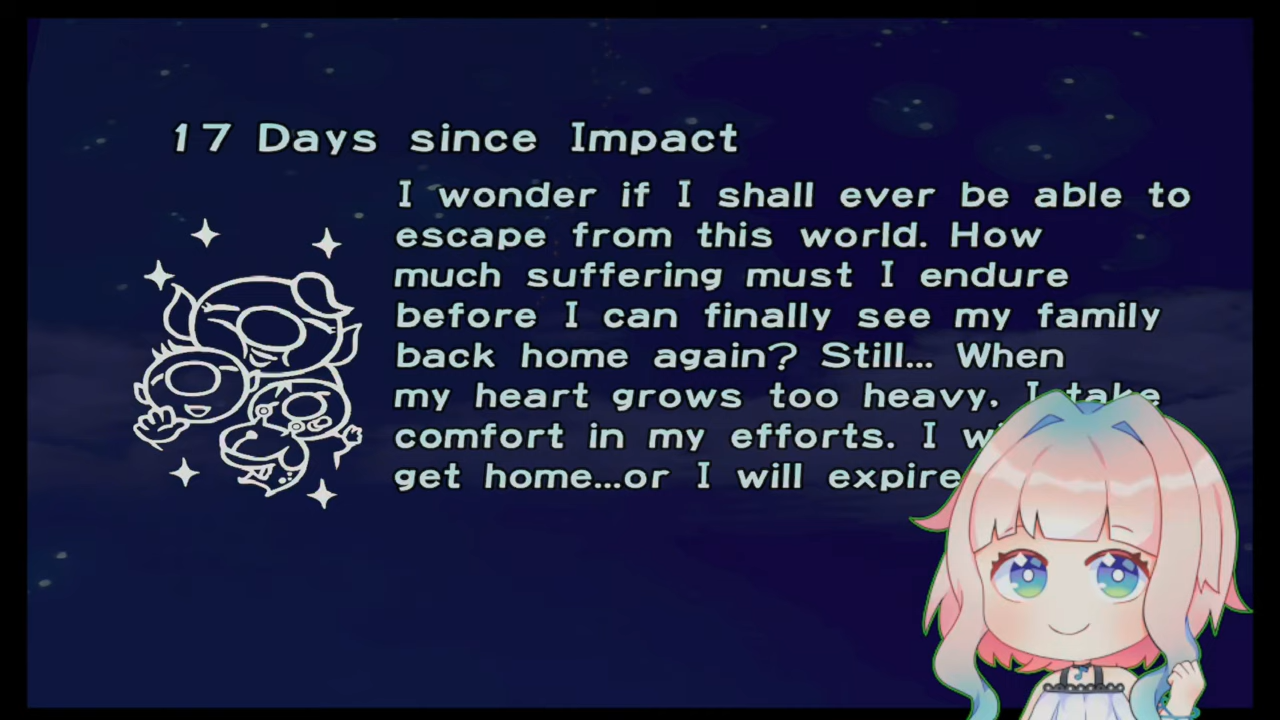 17 Days since Impact
I wonder if I shall ever be able to
escape from this world. How
much suffering must I endure
before I can finally see my family
back home again? Still... When
my heart grows too heavy. I take
comfort in my efforts. I
get home...or I will expire